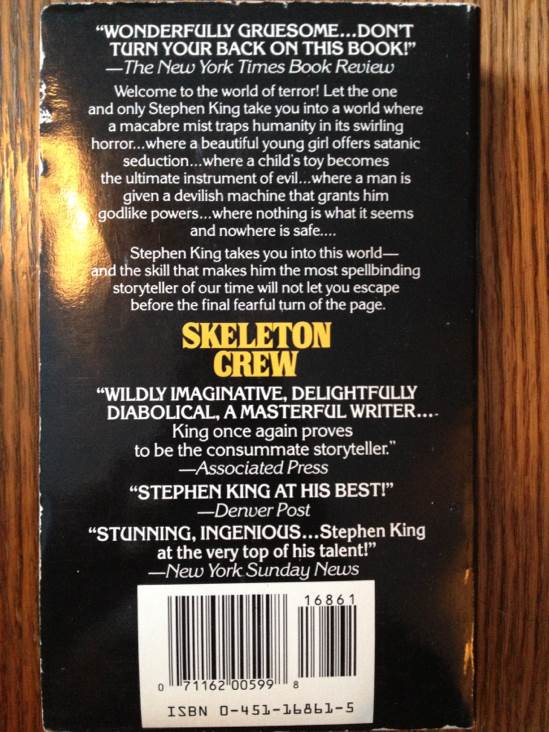 “WONDERFULLY GRUESOME...DON'T
TURN YOUR BACK ON THIS BOOK!”
—The New York Times Book Review
Welcome to the world of terror! Let the one
and only Stephen King take you into a world where
a macabre mist traps humanity in its swirling
horror...where a beautiful young girl offers satanic
seduction...where a child's toy becomes
the ultimate instrument of evil...where a man is
given a devilish machine that grants him
godlike powers...where nothing is what it seems
and nowhere is safe....
Stephen King takes you into this world—
and the skill that makes him the most spellbinding
storyteller of our time will not let you escape
before the final fearful turn of the page.
SKELETON
CREW
“WILDLY IMAGINATIVE, DELIGHTFULLY
DIABOLICAL, A MASTERFUL WRITER....
King once again proves
to be the consummate storyteller.”
—Associated Press
“STEPHEN KING AT HIS BEST!”
—Denver Post
“STUNNING, INGENIOUS...Stephen King
at the very top of his talent!”
—New York Sunday News
16861
0 71162 00599 8
ISBN 0-451-16861-5